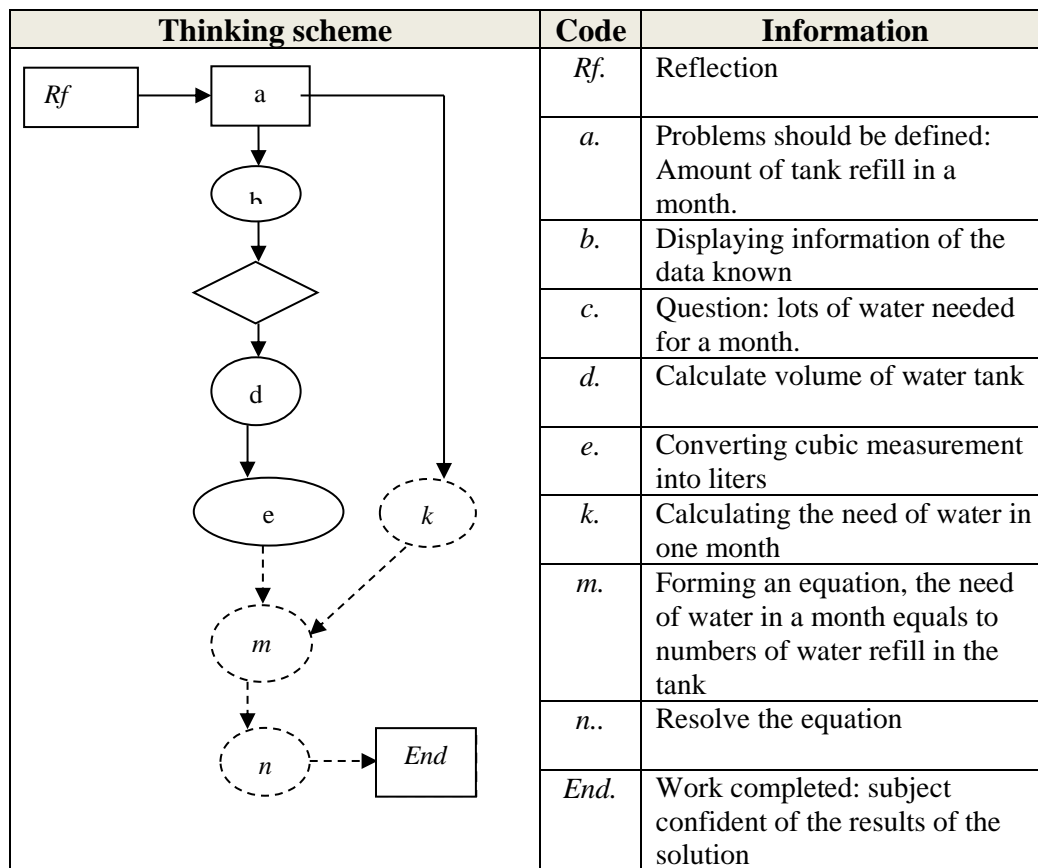 Thinking scheme
Code
Information
Rf
a
b
d
e
k
m
n
End
Rf.
Reflection
a.
Problems should be defined:
Amount of tank refill in a
month.
b.
Displaying information of the
data known
c.
Question: lots of water needed
for a month.
d.
Calculate volume of water tank
e.
Converting cubic measurement
into liters
k.
Calculating the need of water in
one month
m.
Forming an equation, the need
of water in a month equals to
numbers of water refill in the
tank
n..
Resolve the equation
End.
Work completed: subject
confident of the results of the
solution